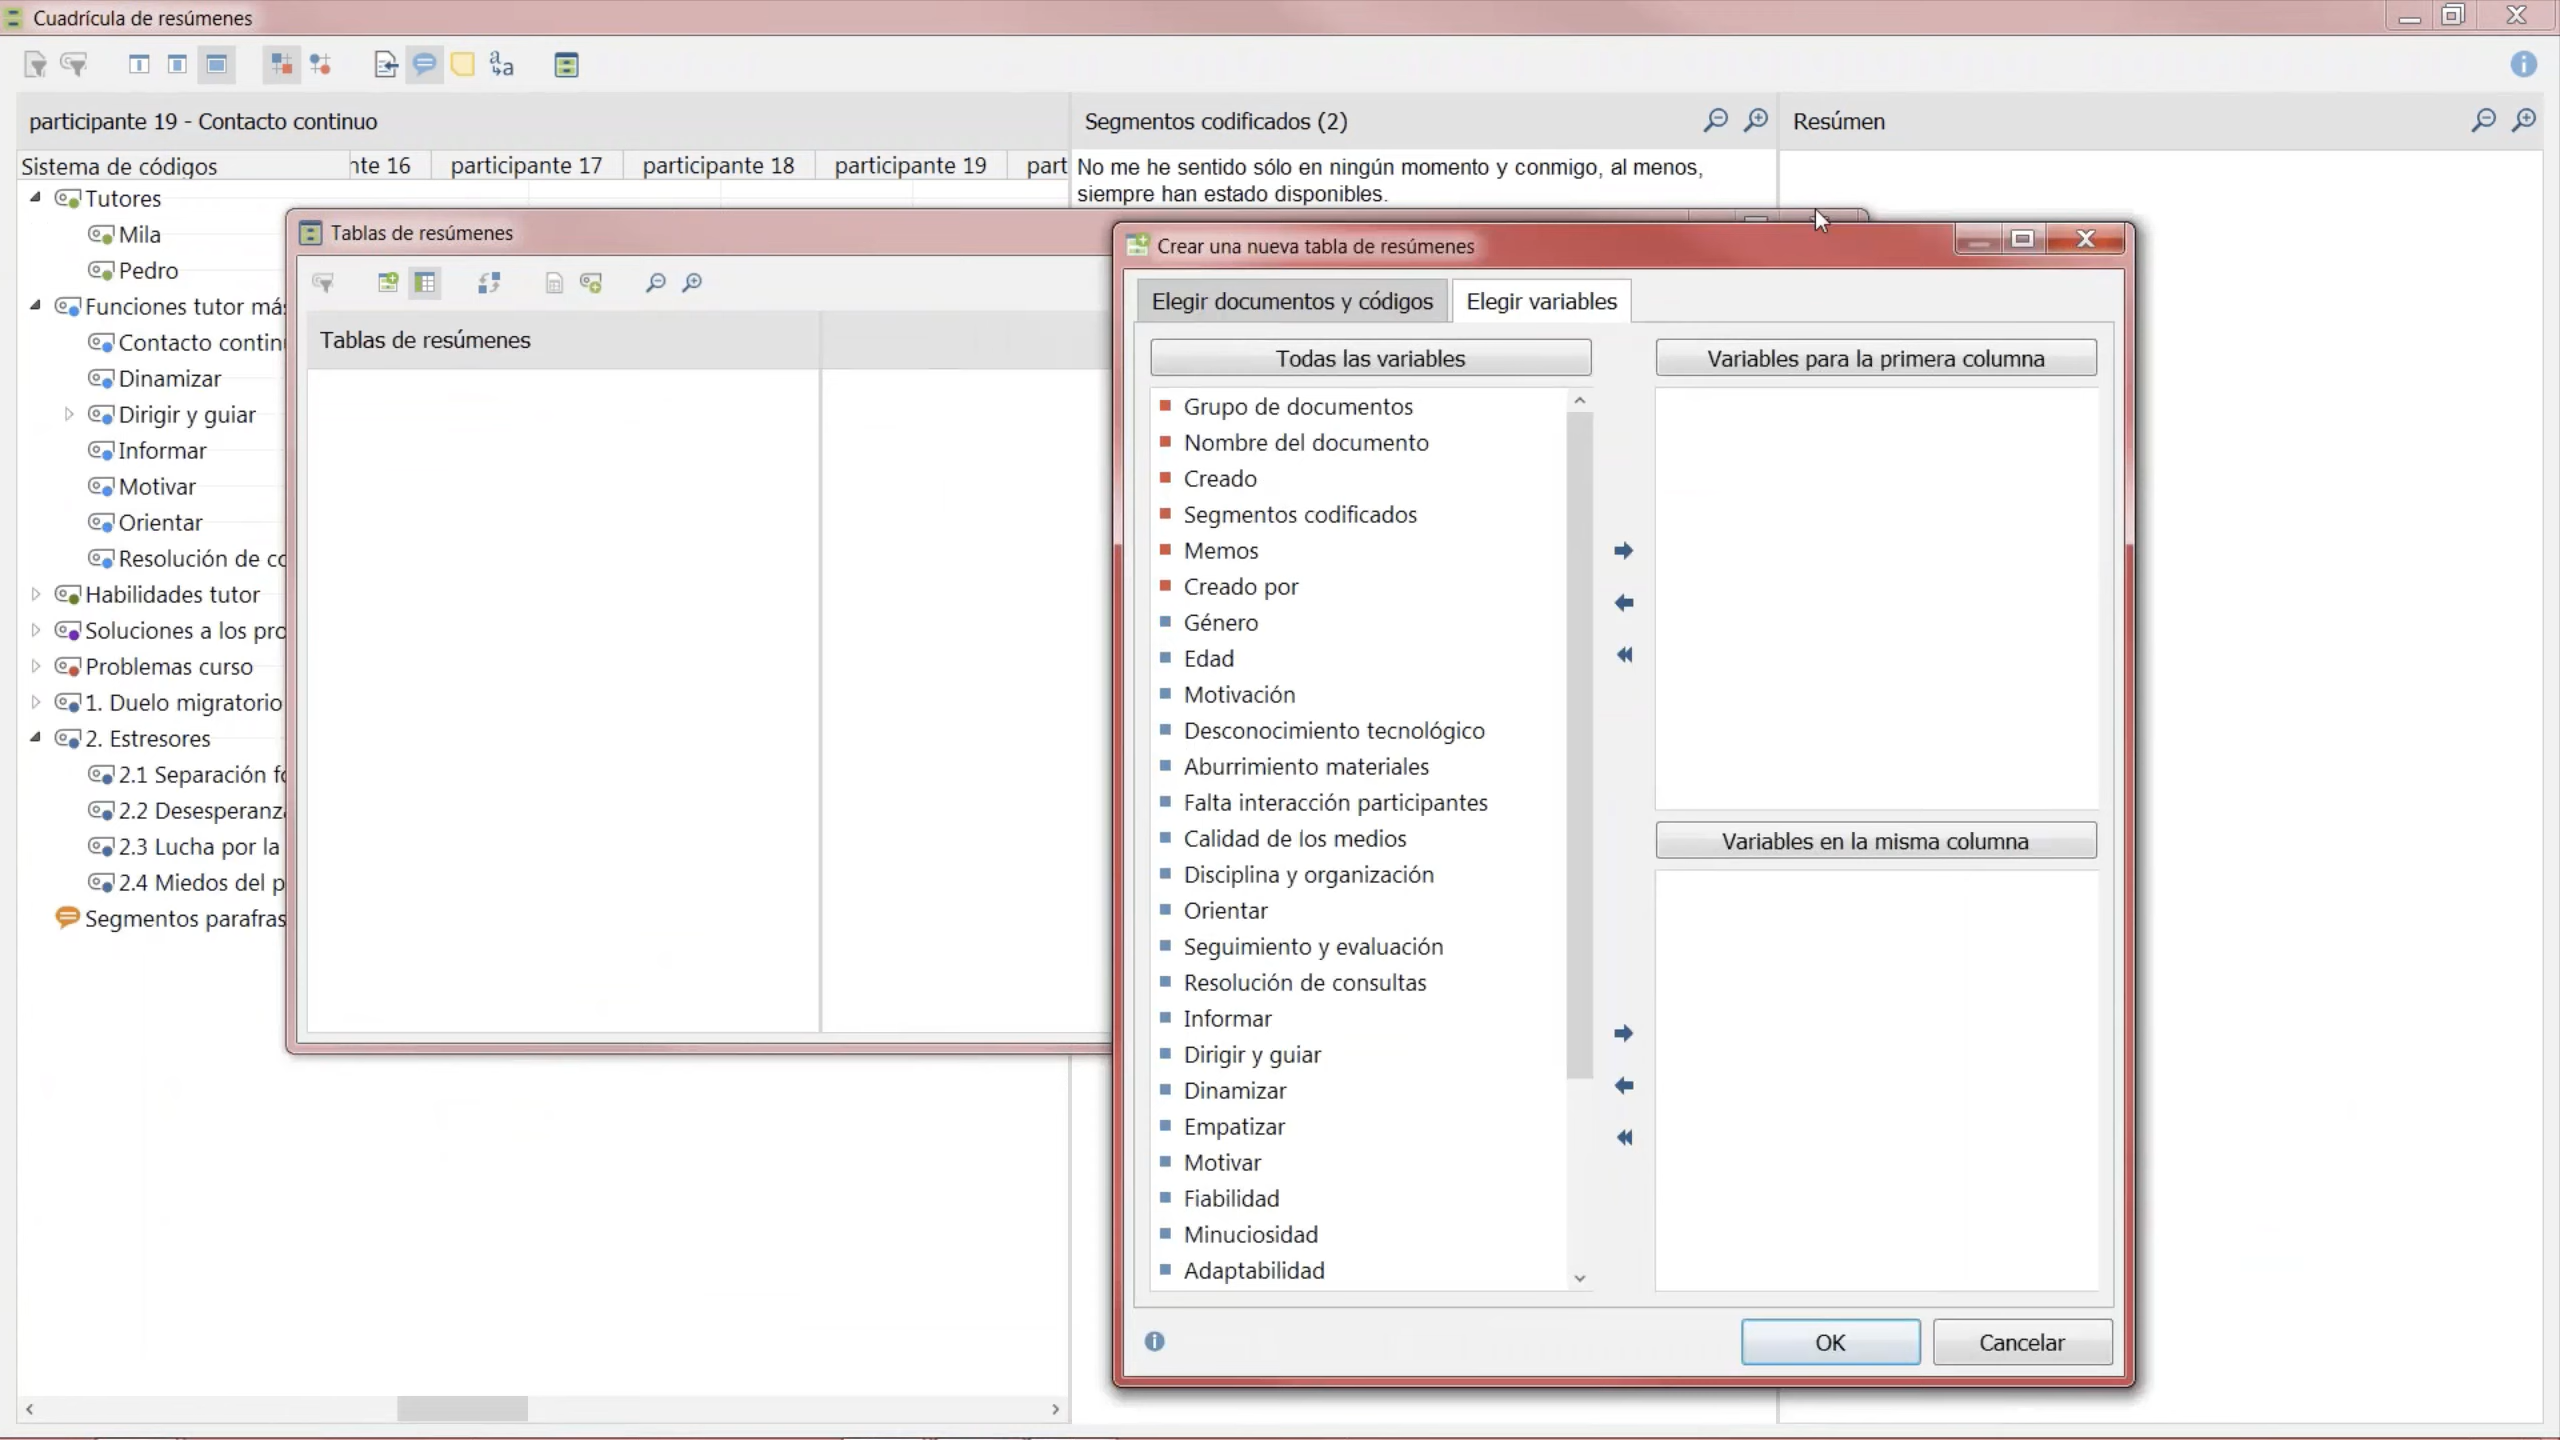 Cuadrícula de resúmenes
participante 19 - Contacto continuo
Segmentos codificados (2)
Resúmen
Sistema de códigos
nte 16
participante 17
participante 18
participante 19
part
No me he sentido sólo en ningún momento y conmigo, al menos,
siempre han estado disponibles.
Tutores
Mila
Pedro
Funciones tutor más
Contacto contin
Dinamizar
Dirigir y guiar
Informar
Motivar
Orientar
Resolución de co
Habilidades tutor
Soluciones a los pro
Problemas curso
1. Duelo migratorio
2. Estresores
2.1 Separación fo
2.2 Desesperanza
2.3 Lucha por la
2.4 Miedos del p
Segmentos parafras
Tablas de resúmenes
Tablas de resúmenes
Crear una nueva tabla de resúmenes
Elegir documentos y códigos
Elegir variables
Todas las variables
Grupo de documentos
Nombre del documento
Creado
Segmentos codificados
Memos
Creado por
Género
Edad
Motivación
Desconocimiento tecnológico
Aburrimiento materiales
Falta interacción participantes
Calidad de los medios
Disciplina y organización
Orientar
Seguimiento y evaluación
Resolución de consultas
Informar
Dirigir y guiar
Dinamizar
Empatizar
Motivar
Fiabilidad
Minuciosidad
Adaptabilidad
Variables para la primera columna
Variables en la misma columna
OK
Cancelar